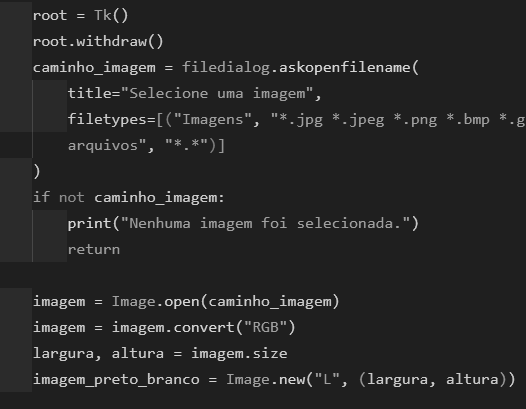 root = Tk()
root.withdraw()
caminho_imagem = filedialog.askopenfilename(
title="Selecione uma imagem",
filetypes=[("Imagens", "*.jpg *.jpeg *.png *.bmp *.g
arquivos", "*.*")]
)
if not caminho_imagem:
print("Nenhuma imagem foi selecionada.")
return
imagem = Image.open(caminho_imagem)
imagem = imagem.convert("RGB")
largura, altura = imagem.size
imagem_preto_branco = Image.new("L", (largura, altura))